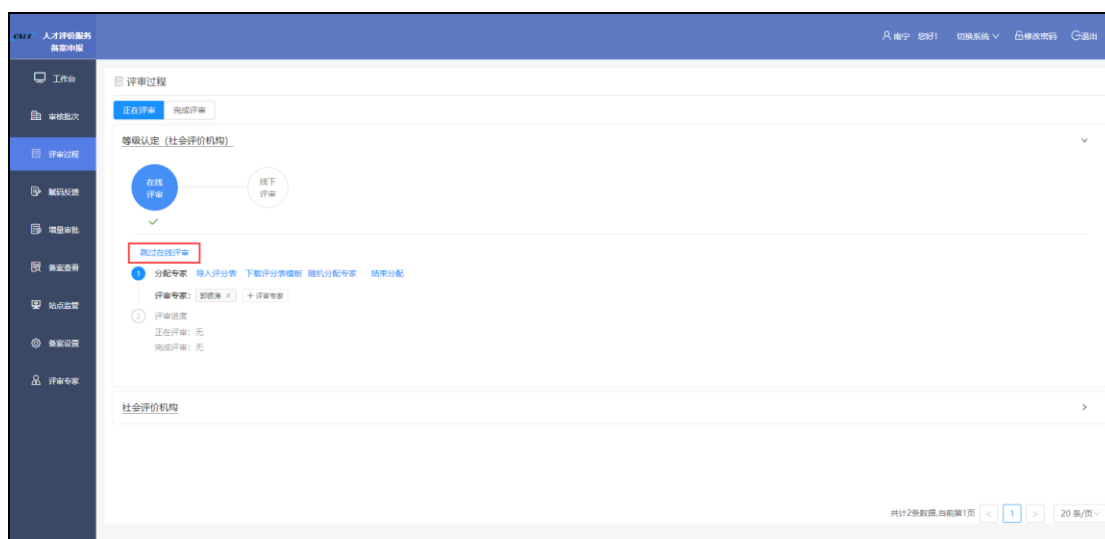 人才评价服务
备案申报
南宁 您好! 切换系统 修改密码 退出
工作台
审核批次
评审过程
赋码反馈
增量审批
备案查看
站点监管
备案设置
评审专家
评审过程
正在评审 完成评审
等级认定（社会评价机构）
在线
评审
线下
评审
跳过在线评审
1 分配专家 导入评分表 下载评分表模板 随机分配专家 结束分配
评审专家: × + 评审专家
2 评审进度
正在评审: 无
完成评审: 无
社会评价机构
共计2条数据,当前第1页 < 1 > 20 条/页